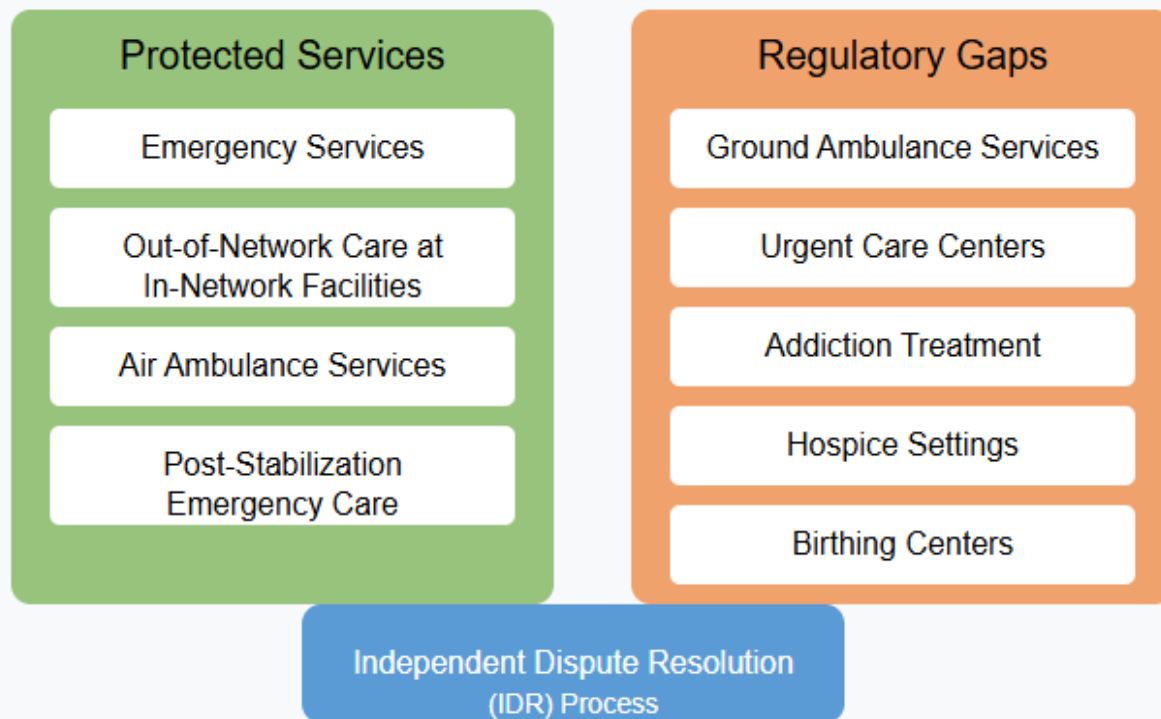 Protected Services
Emergency Services
Out-of-Network Care at
In-Network Facilities
Air Ambulance Services
Post-Stabilization
Emergency Care
Regulatory Gaps
Ground Ambulance Services
Urgent Care Centers
Addiction Treatment
Hospice Settings
Birthing Centers
Independent Dispute Resolution
(IDR) Process